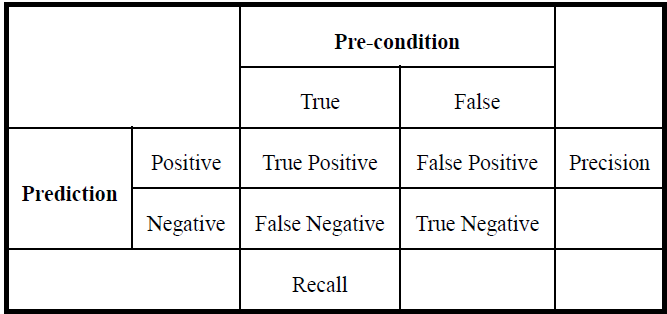 Pre-condition
True False
Positive True Positive False Positive Precision
Prediction
Negative False Negative True Negative
Recall